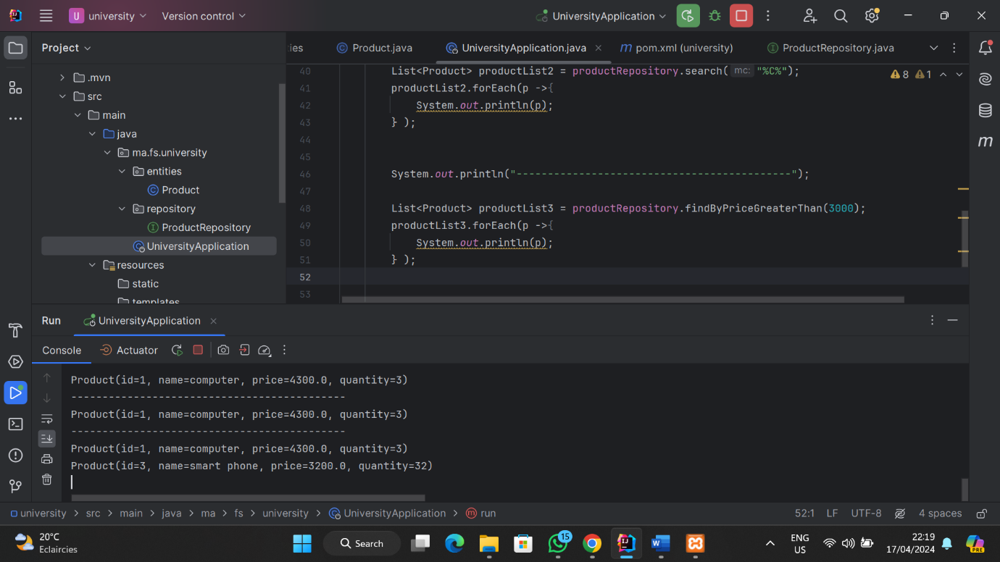 U university Version control UniversityApplication
Project
ies Product.java UniversityApplication.java pom.xml (university) ProductRepository.java
.mvn
src
main
java
ma.fs.university
entities
Product
repository
ProductRepository
UniversityApplication
resources
static
templates
8 1
40 List<Product> productList2 = productRepository.search( mc: "%C%");
41 productList2.forEach(p ->{
42 System.out.println(p);
43 } );
44
45
46 System.out.println("--------------------------------------------");
47
48 List<Product> productList3 = productRepository.findByPriceGreaterThan(3000);
49 productList3.forEach(p ->{
50 System.out.println(p);
51 } );
52
53
Run UniversityApplication
Console Actuator
Product(id=1, name=computer, price=4300.0, quantity=3)
--------------------------------------------
Product(id=1, name=computer, price=4300.0, quantity=3)
--------------------------------------------
Product(id=1, name=computer, price=4300.0, quantity=3)
Product(id=3, name=smart phone, price=3200.0, quantity=32)
university > src > main > java > ma > fs > university > UniversityApplication > run 52:1 LF UTF-8 4 spaces
20°C
Eclaircies
Search
15
ENG
US
22:19
17/04/2024
PRE